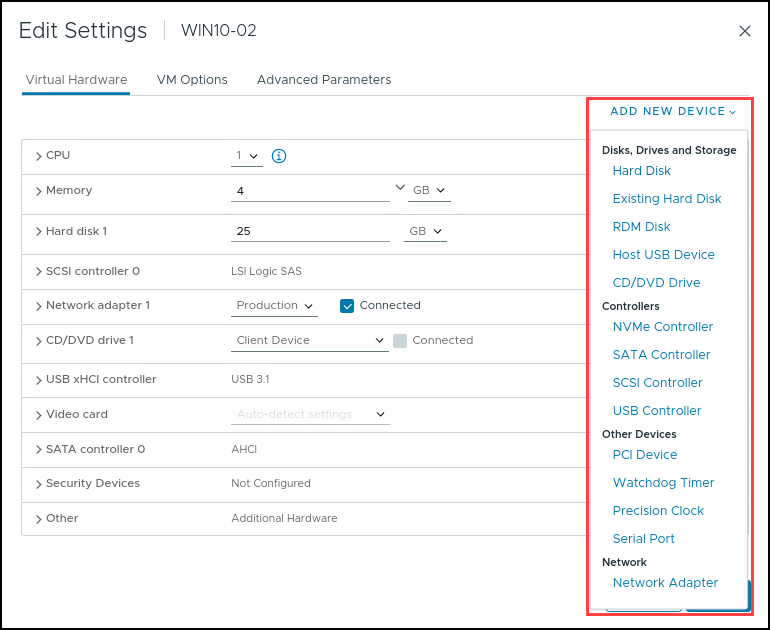 Edit Settings | WIN10-02
Virtual Hardware VM Options Advanced Parameters
ADD NEW DEVICE
CPU 1
Memory 4 GB
Hard disk 1 25 GB
SCSI controller 0 LSI Logic SAS
Network adapter 1 Production Connected
CD/DVD drive 1 Client Device Connected
USB xHCI controller USB 3.1
Video card Auto-detect settings
SATA controller 0 AHCI
Security Devices Not Configured
Other Additional Hardware
Disks, Drives and Storage
Hard Disk
Existing Hard Disk
RDM Disk
Host USB Device
CD/DVD Drive
Controllers
NVMe Controller
SATA Controller
SCSI Controller
USB Controller
Other Devices
PCI Device
Watchdog Timer
Precision Clock
Serial Port
Network
Network Adapter